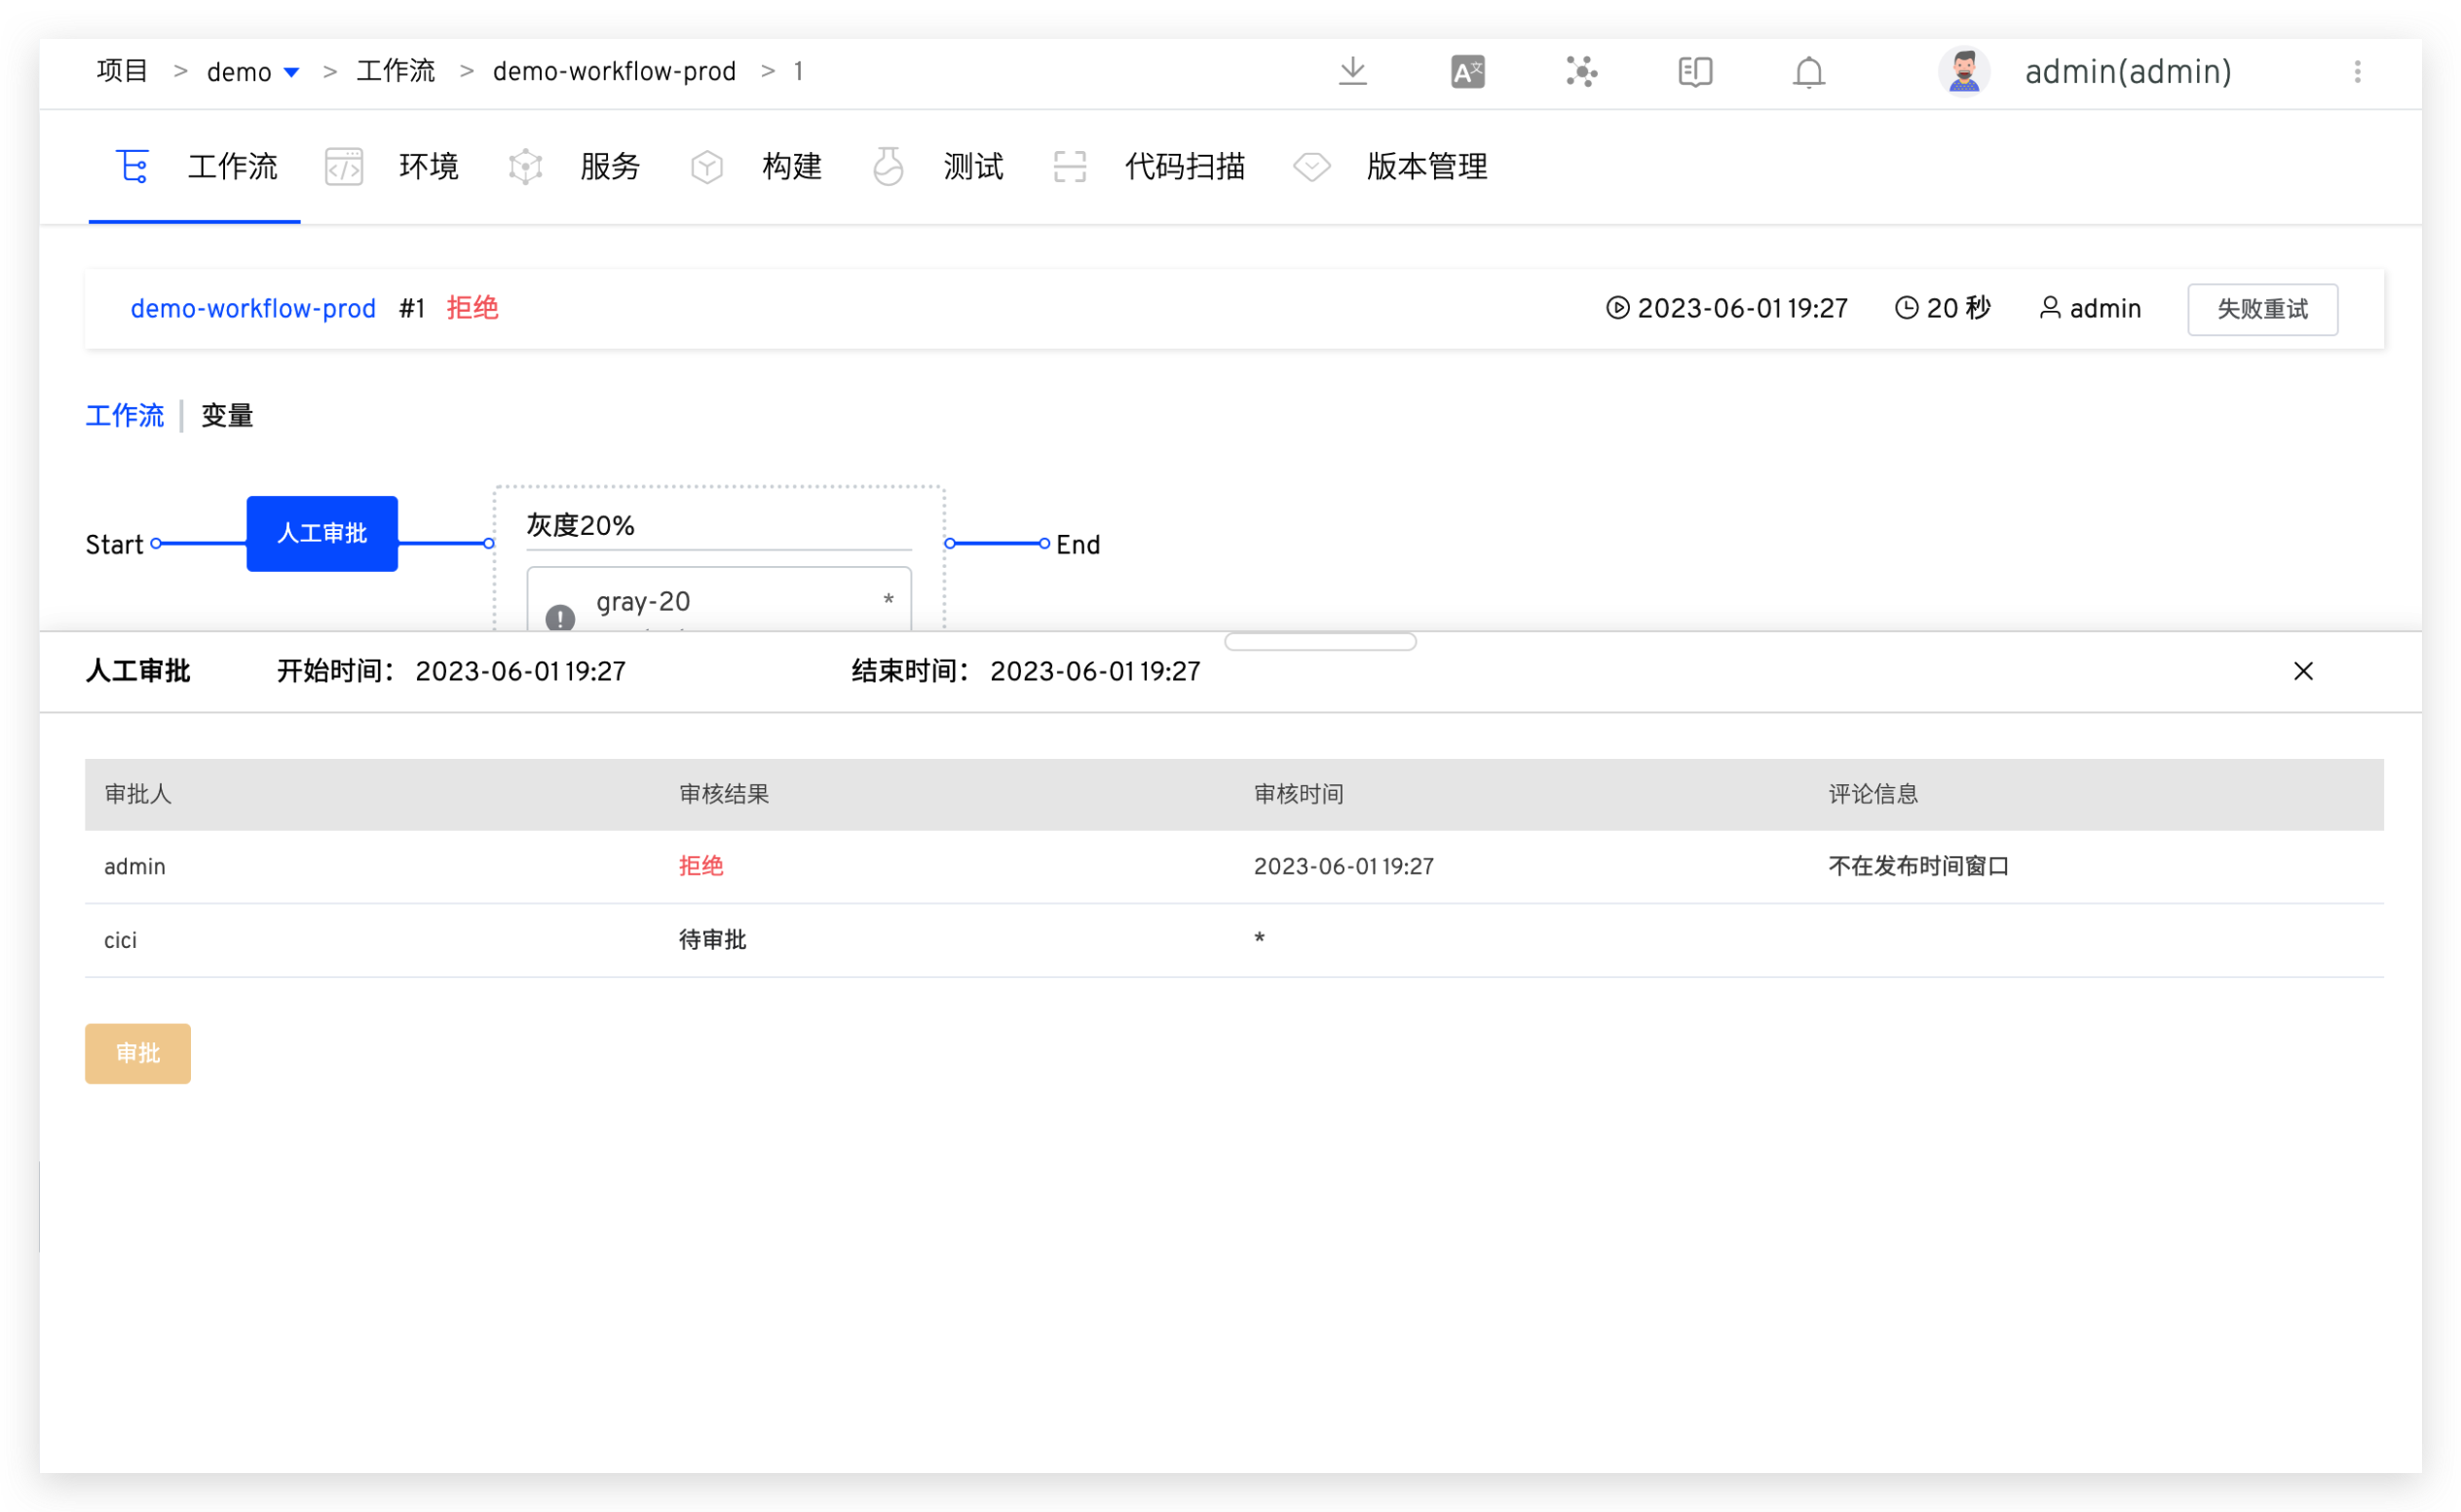 项目 > demo > 工作流 > demo-workflow-prod > 1 admin(admin)
工作流 环境 服务 构建 测试 代码扫描 版本管理
demo-workflow-prod #1 拒绝 2023-06-01 19:27 20 秒 admin 失败重试
工作流 变量
Start 人工审批 灰度20% End
gray-20 *
人工审批 开始时间： 2023-06-01 19:27 结束时间： 2023-06-01 19:27
审批人 审核结果 审核时间 评论信息
admin 拒绝 2023-06-01 19:27 不在发布时间窗口
cici 待审批 *
审批